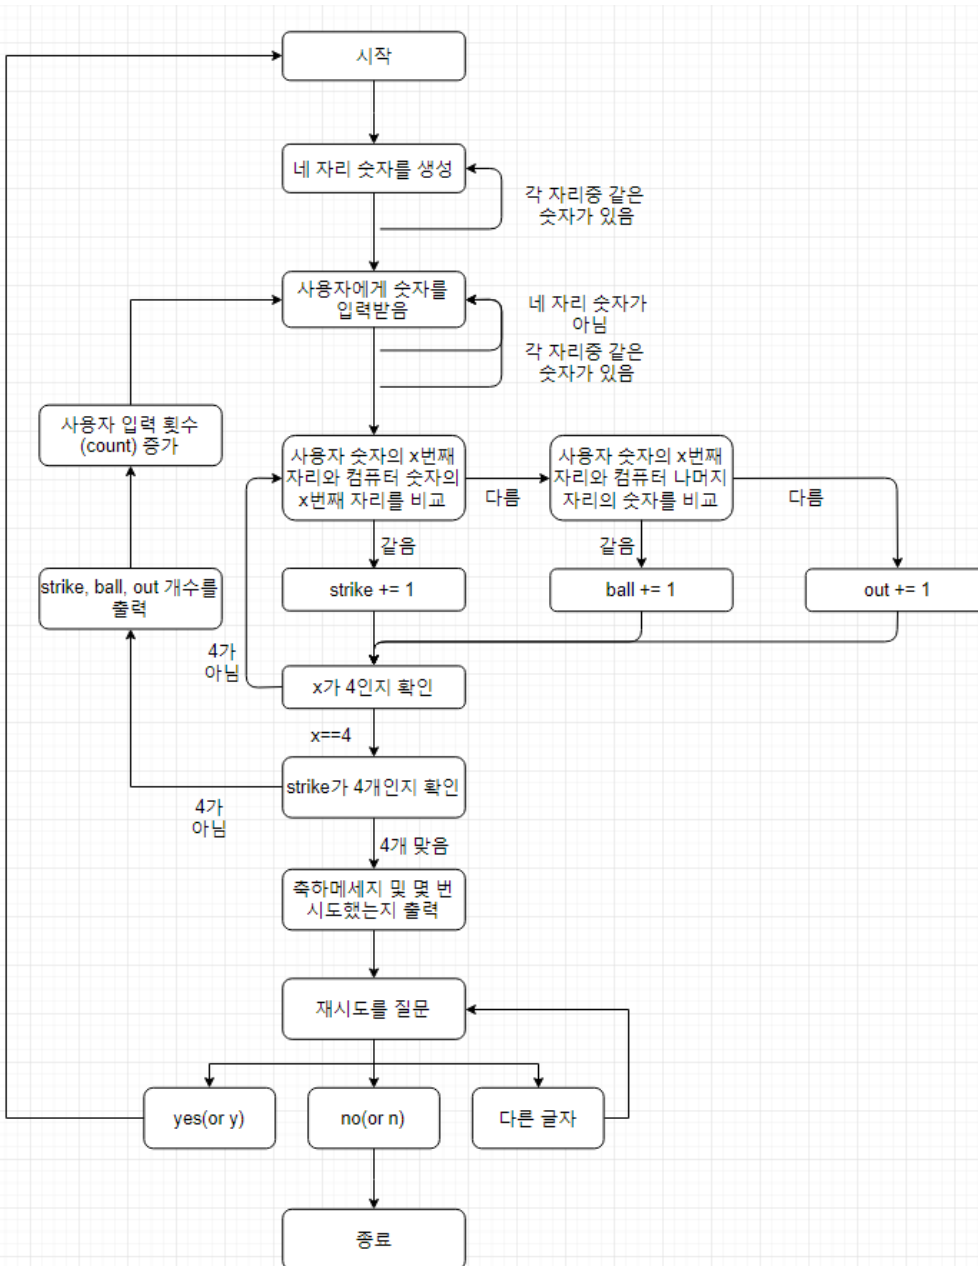 시작
네 자리 숫자를 생성
각 자리중 같은
숫자가 있음
사용자에게 숫자를
입력받음
네 자리 숫자가
아님
각 자리중 같은
숫자가 있음
사용자 입력 횟수
(count) 증가
사용자 숫자의 x번째
자리와 컴퓨터 숫자의
x번째 자리를 비교
다름
사용자 숫자의 x번째
자리와 컴퓨터 나머지
자리의 숫자를 비교
다름
같음
같음
strike, ball, out 개수를
출력
strike += 1
ball += 1
out += 1
4가
아님
x가 4인지 확인
x==4
strike가 4개인지 확인
4가
아님
4개 맞음
축하메세지 및 몇 번
시도했는지 출력
재시도를 질문
yes(or y)
no(or n)
다른 글자
종료